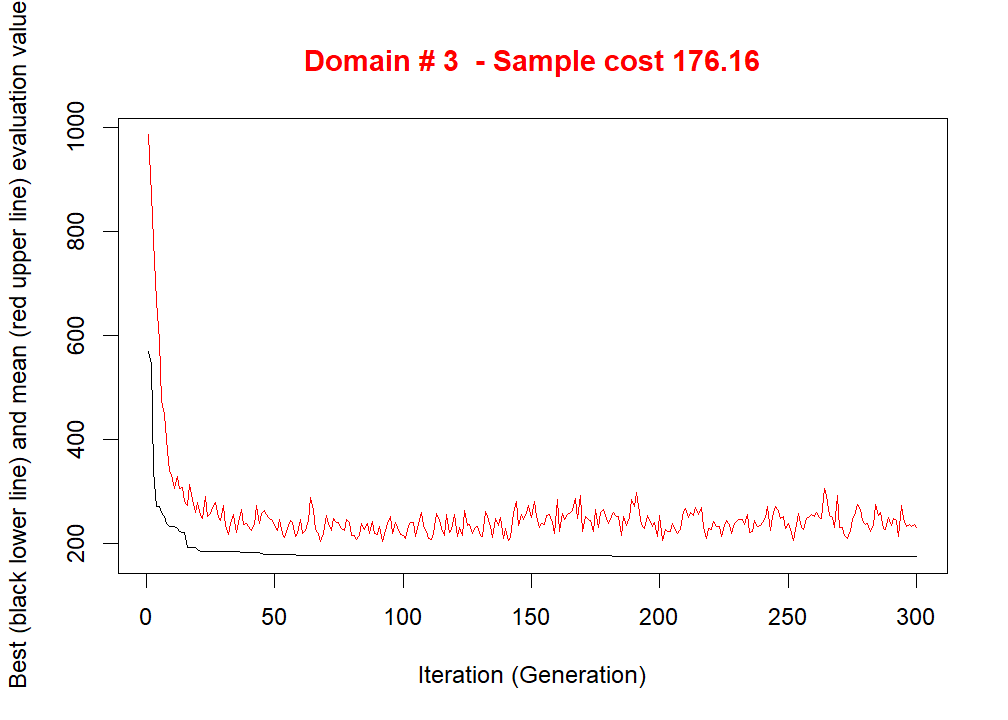 Domain # 3  - Sample cost 176.16
Best (black lower line) and mean (red upper line) evaluation value
1000
800
600
400
200
0 50 100 150 200 250 300
Iteration (Generation)